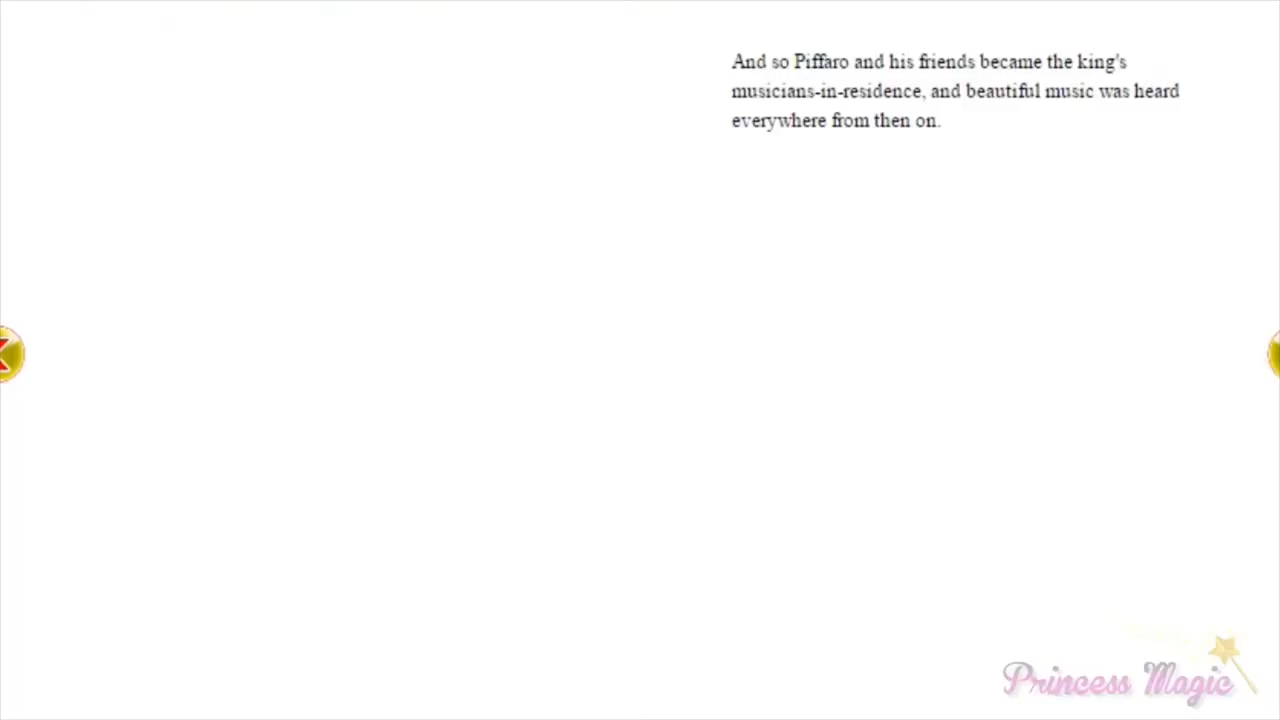 And so Piffaro and his friends became the king's
musicians-in-residence, and beautiful music was heard
everywhere from then on.
Princess Magic